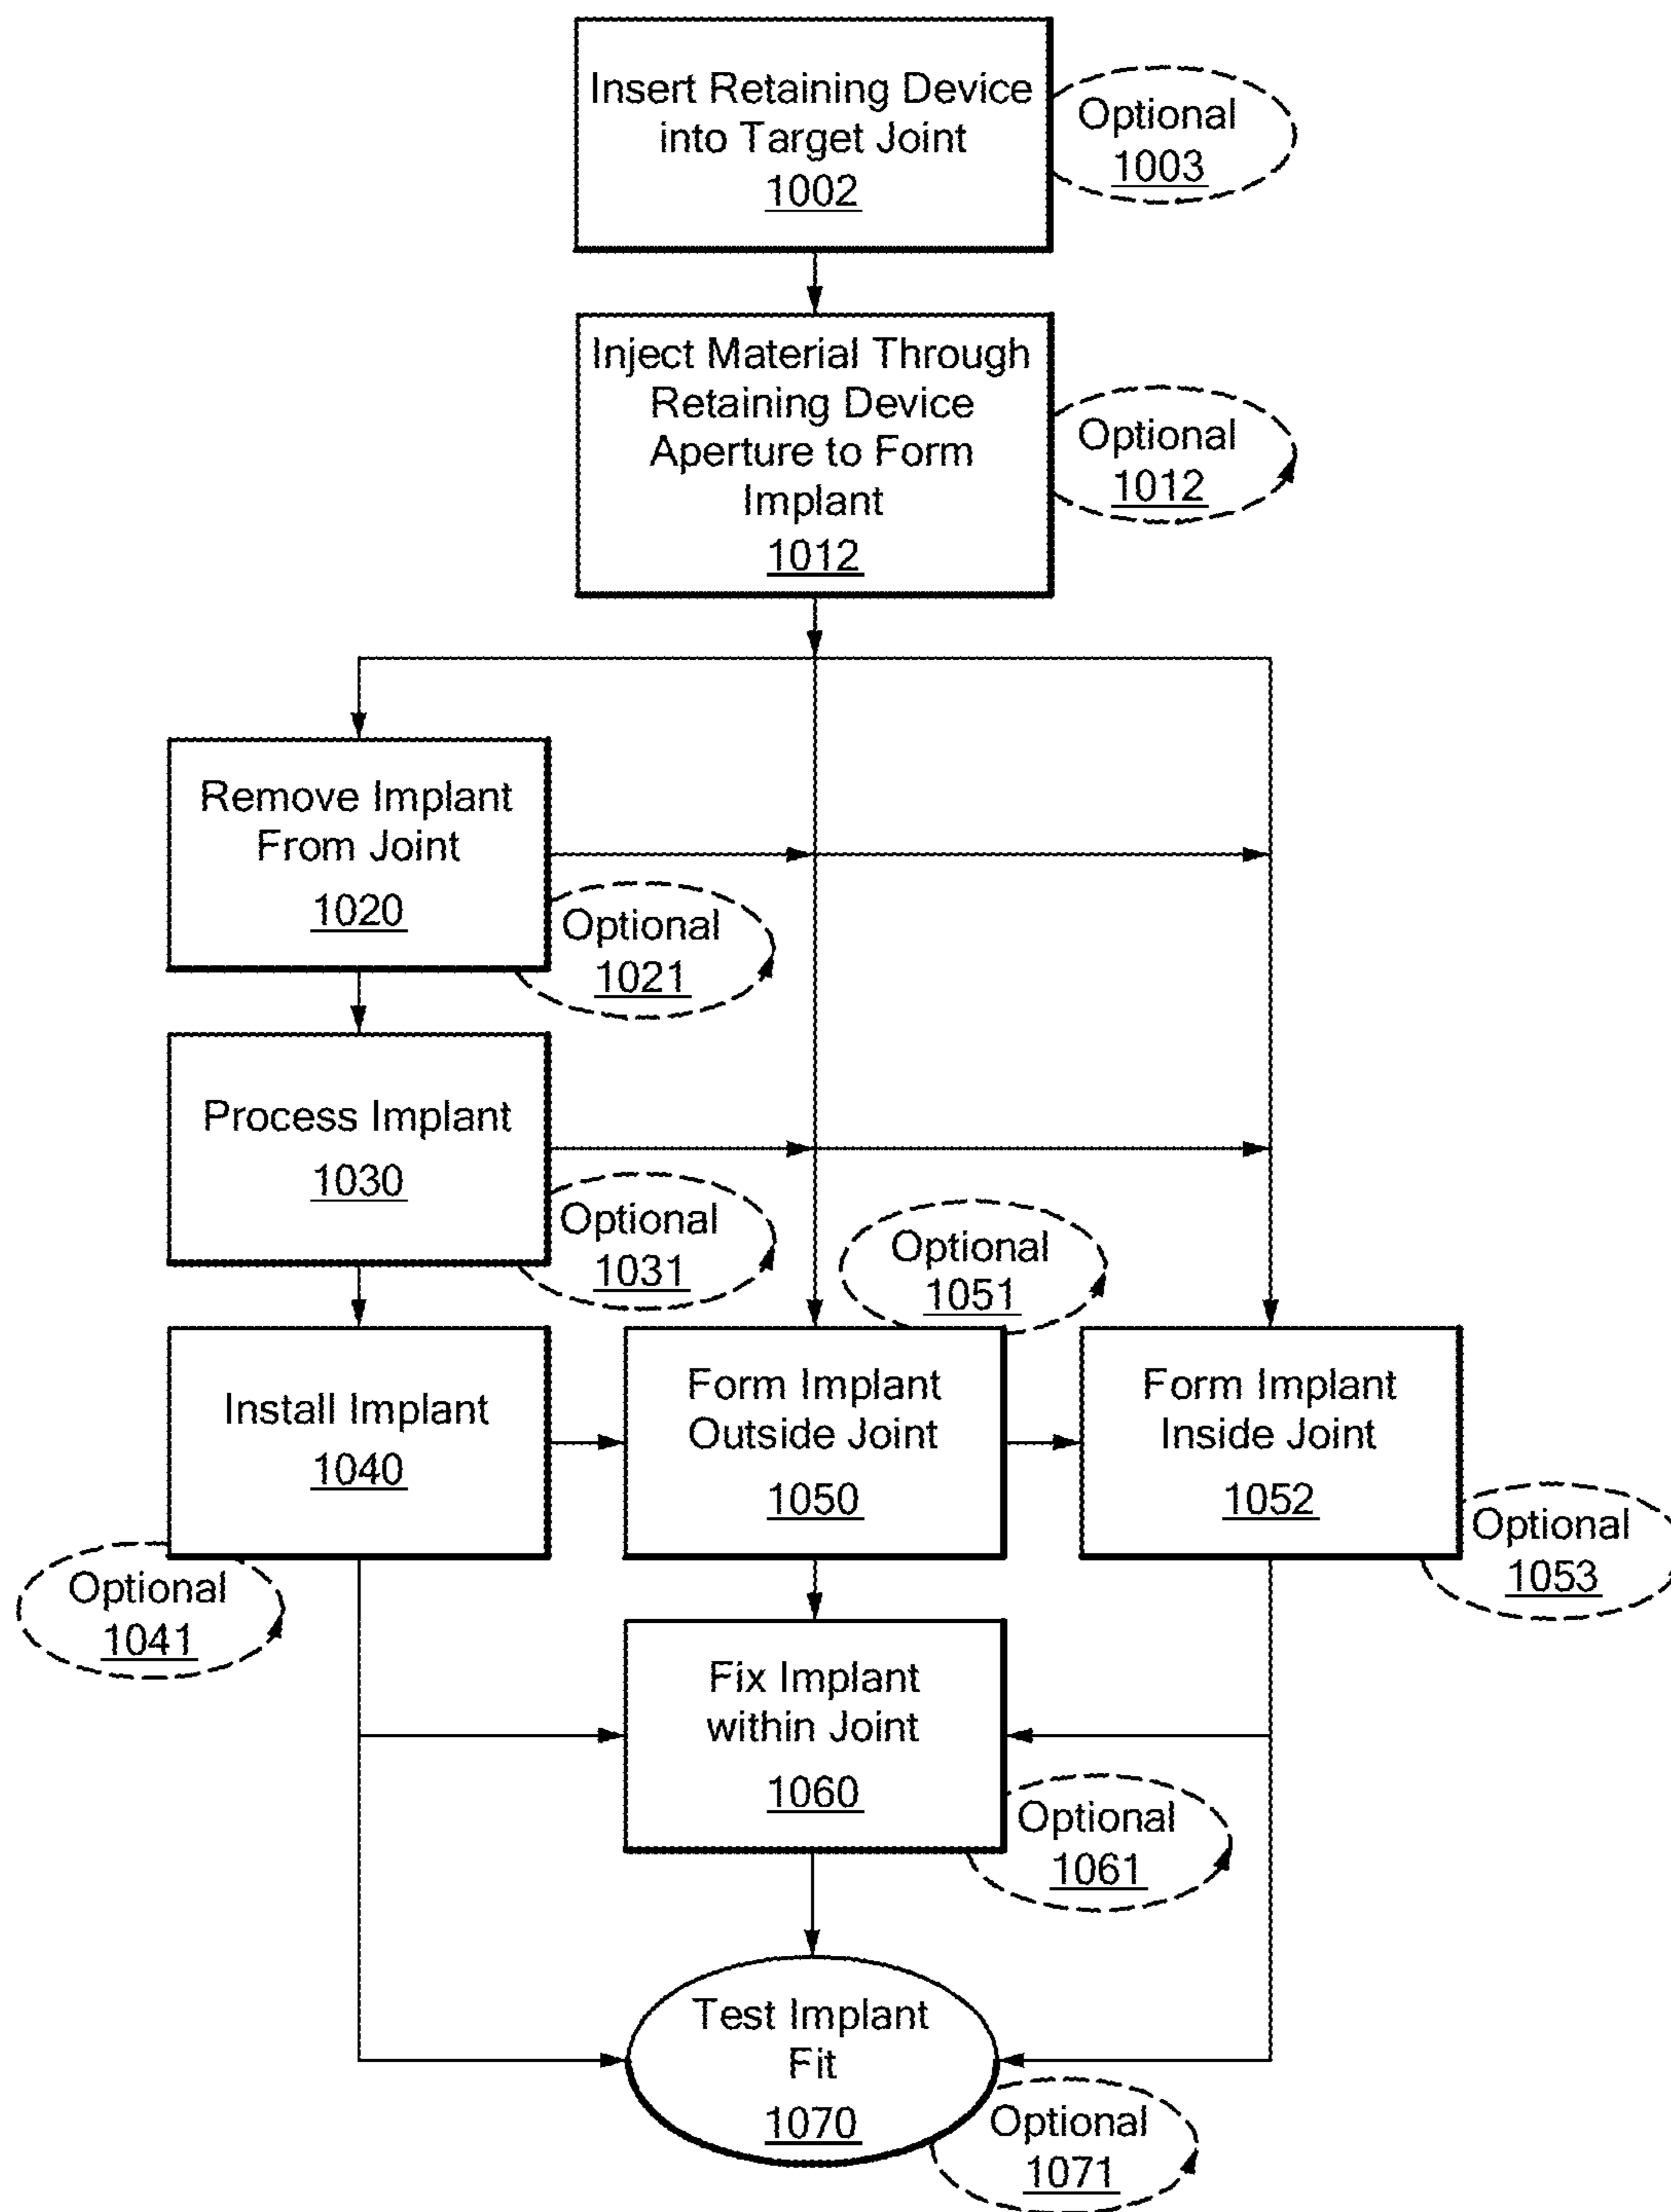 Insert Retaining Device
into Target Joint
1002
Optional
1003
Inject Material Through
Retaining Device
Aperture to Form
Implant
1012
Optional
1012
Remove Implant
From Joint
1020
Optional
1021
Process Implant
1030
Optional
1031
Optional
1051
Install Implant
1040
Optional
1041
Form Implant
Outside Joint
1050
Form Implant
Inside Joint
1052
Optional
1053
Fix Implant
within Joint
1060
Optional
1061
Test Implant
Fit
1070
Optional
1071